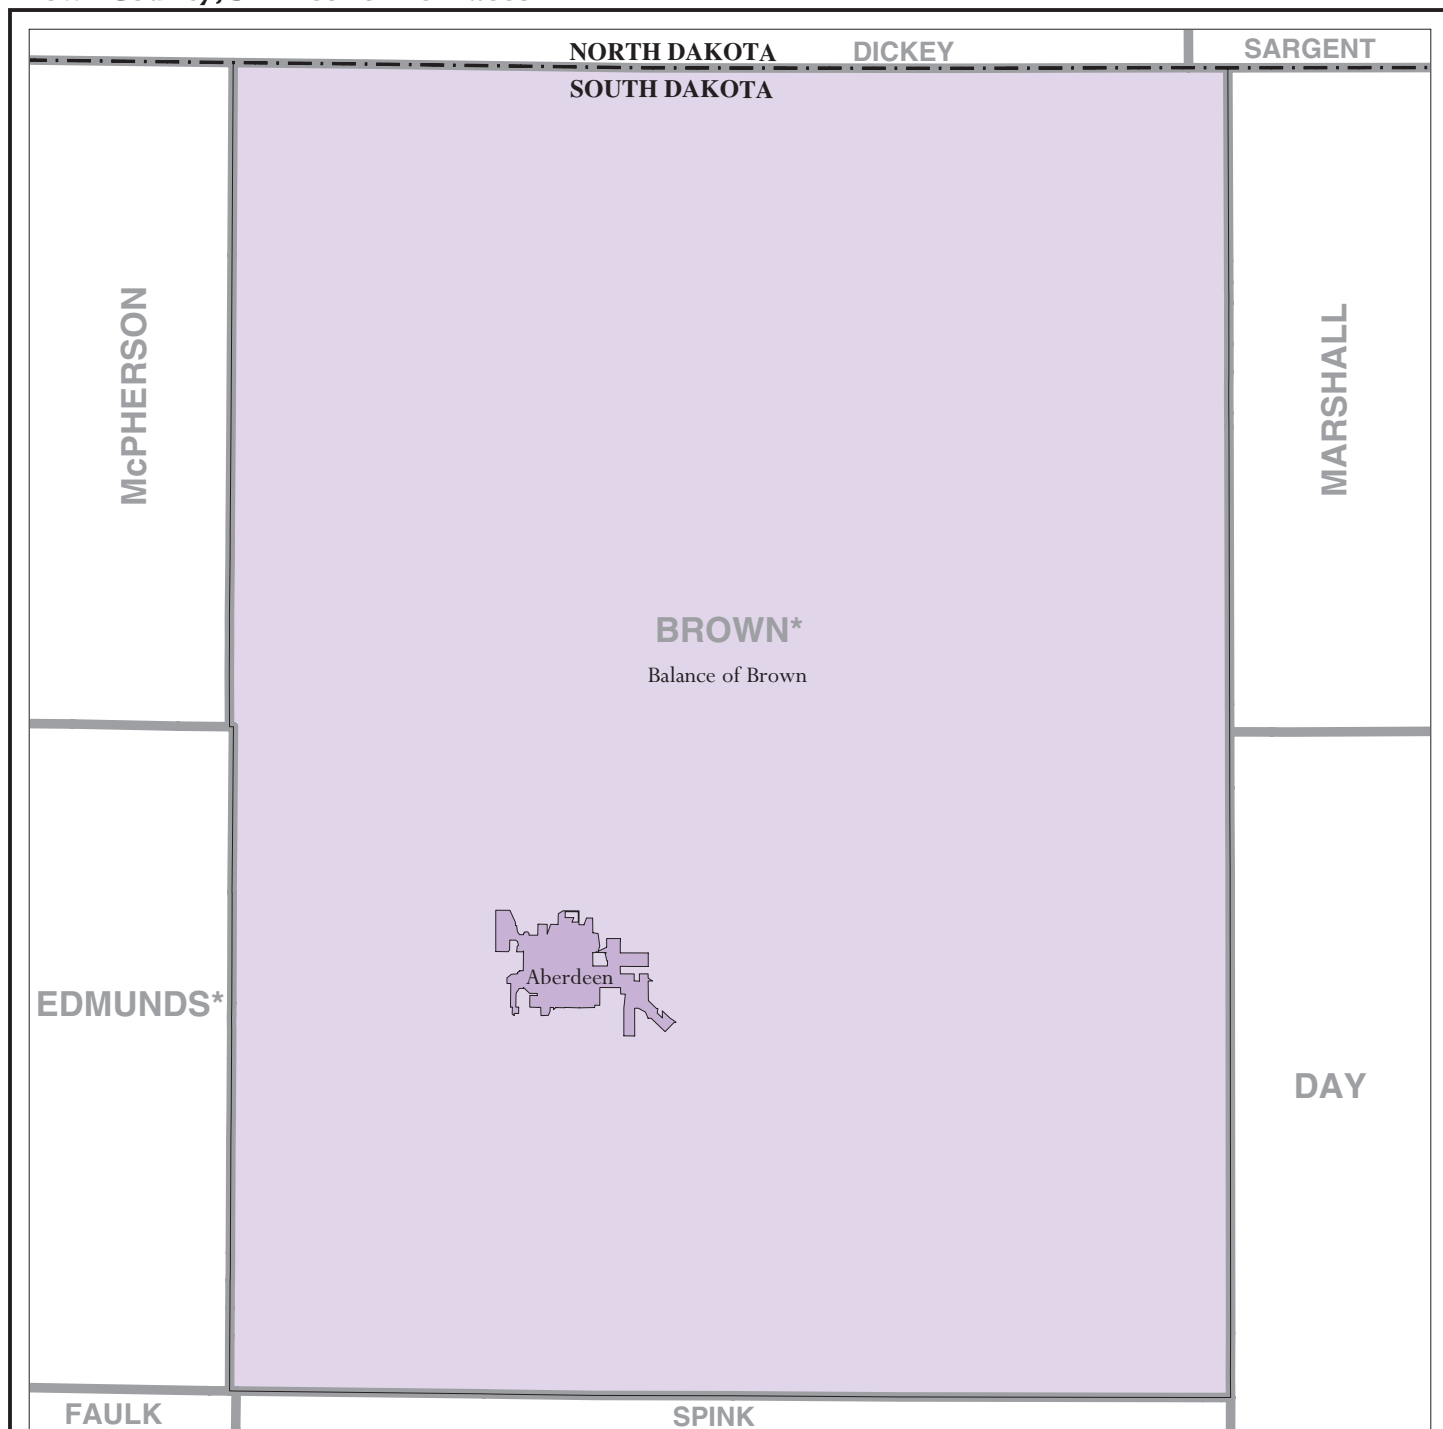 NORTH DAKOTA
DICKEY
SARGENT
SOUTH DAKOTA
McPHERSON
MARSHALL
BROWN*
Balance of Brown
Aberdeen
EDMUNDS*
DAY
FAULK
SPINK